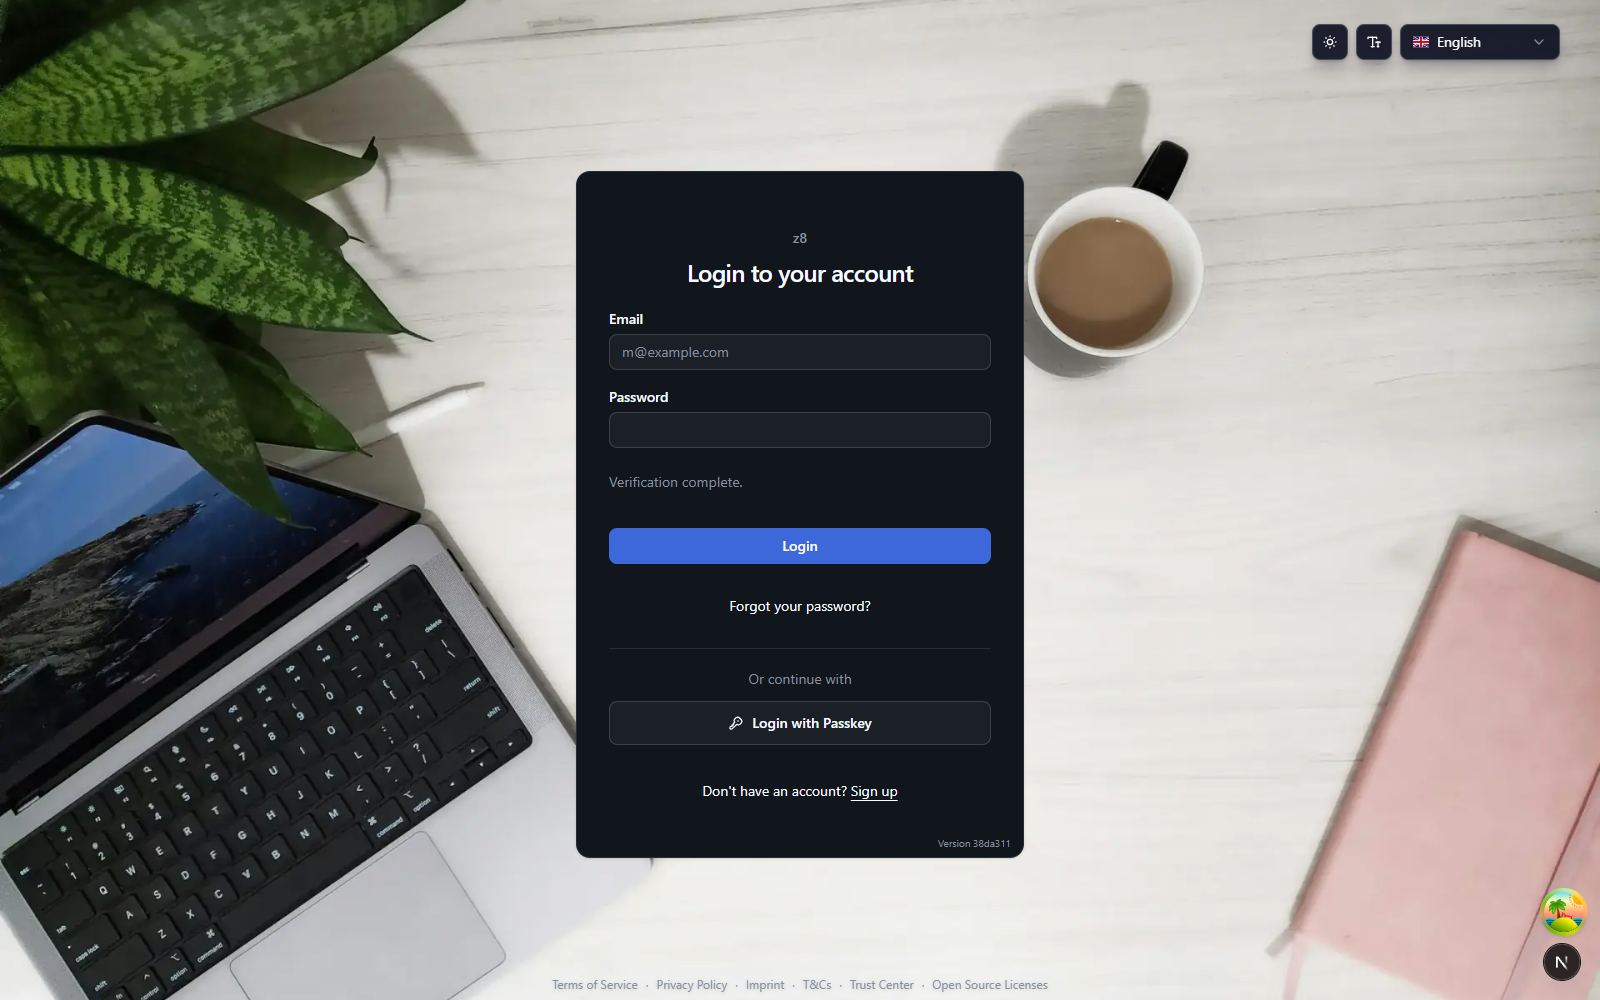 English
z8
Login to your account
Email
m@example.com
Password
Verification complete.
Login
Forgot your password?
Or continue with
Login with Passkey
Don't have an account? Sign up
Version 38da311
Terms of Service · Privacy Policy · Imprint · T&Cs · Trust Center · Open Source Licenses
N